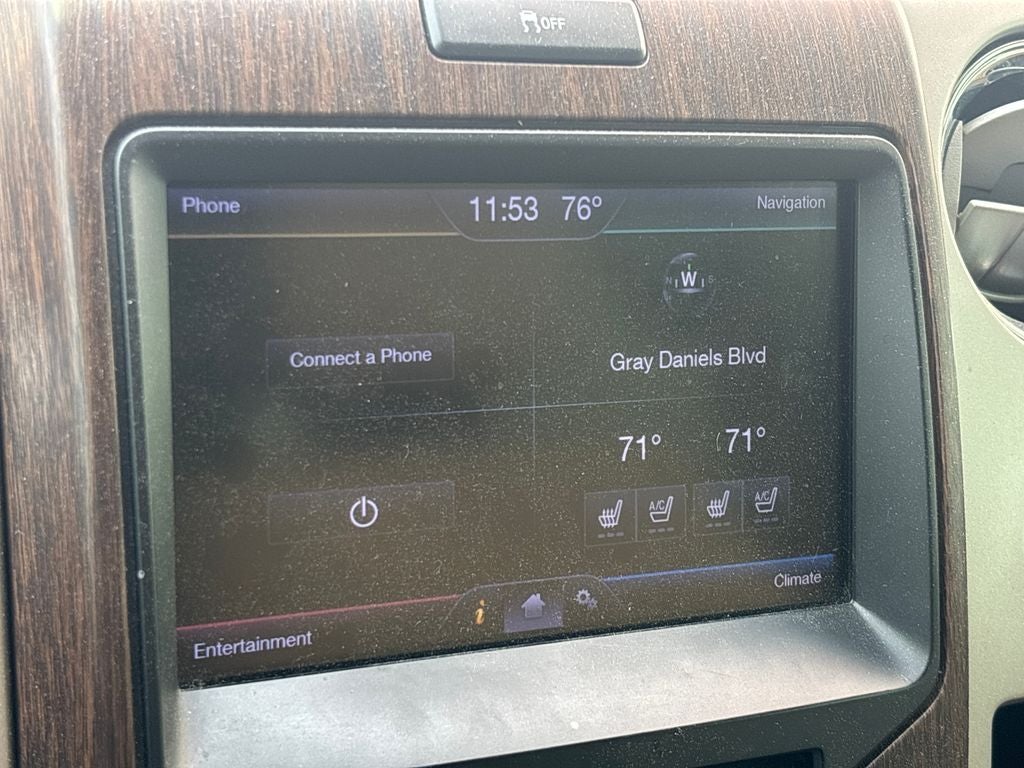 OFF
Phone
11:53 76°
Navigation
N W S
Connect a Phone
Gray Daniels Blvd
71° 71°
A/C A/C
i
Climate
Entertainment